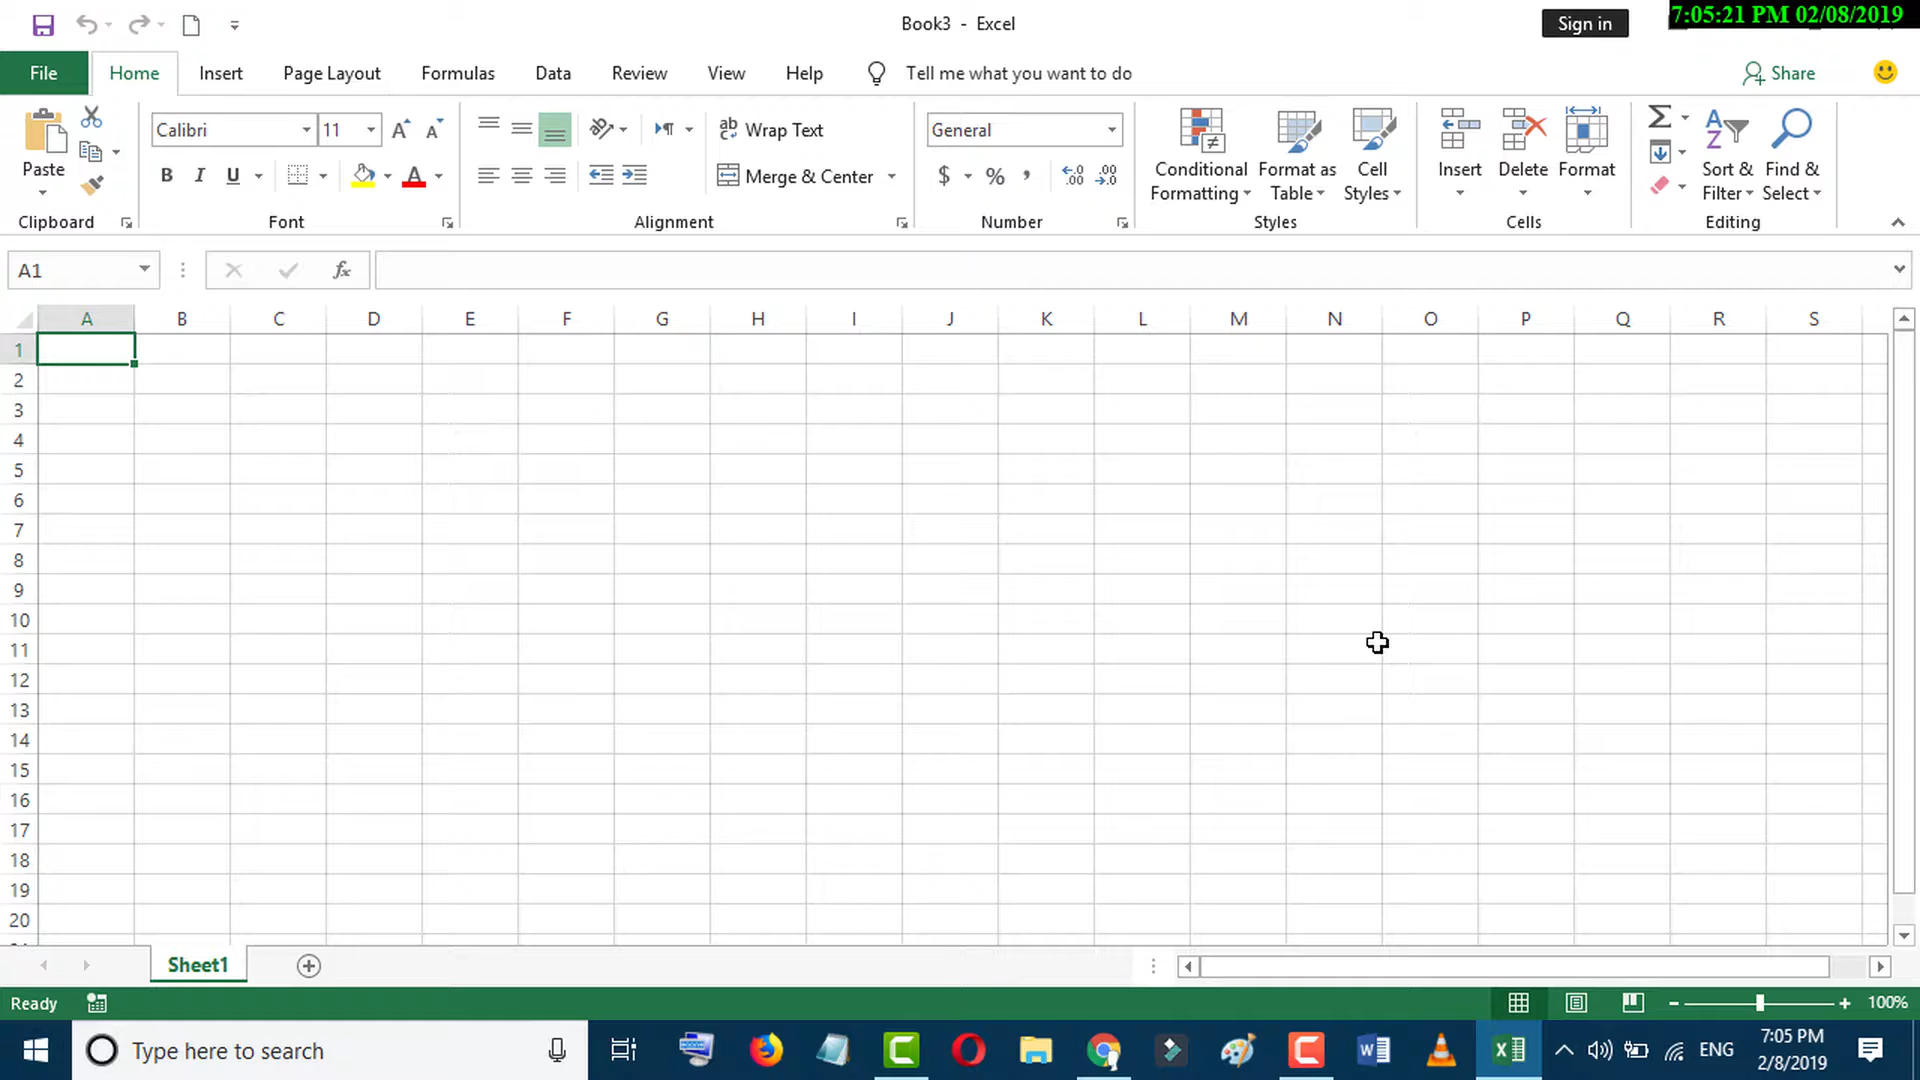 Book3 - Excel
Sign in
7:05:21 PM 02/08/2019
File Home Insert Page Layout Formulas Data Review View Help Tell me what you want to do Share
Paste
Clipboard
Calibri 11
B I U A
Font
ab Wrap Text
Merge & Center
Alignment
General
$ % ,
Number
Conditional Formatting
Format as Table
Cell Styles
Styles
Insert
Delete
Format
Cells
Sort & Filter
Find & Select
Editing
A1
fx
A B C D E F G H I J K L M N O P Q R S
1
2
3
4
5
6
7
8
9
10
11
12
13
14
15
16
17
18
19
20
Sheet1
Ready
100%
Type here to search
ENG
7:05 PM
2/8/2019